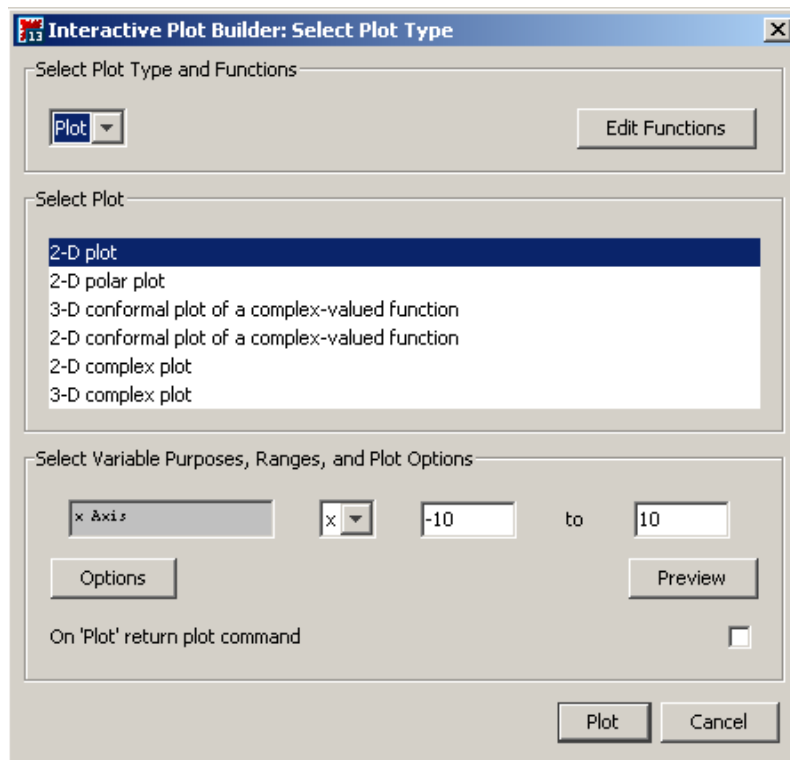 13 Interactive Plot Builder: Select Plot Type
Select Plot Type and Functions
Plot Edit Functions
Select Plot
2-D plot
2-D polar plot
3-D conformal plot of a complex-valued function
2-D conformal plot of a complex-valued function
2-D complex plot
3-D complex plot
Select Variable Purposes, Ranges, and Plot Options
x Axis x -10 to 10
Options Preview
On 'Plot' return plot command
Plot Cancel